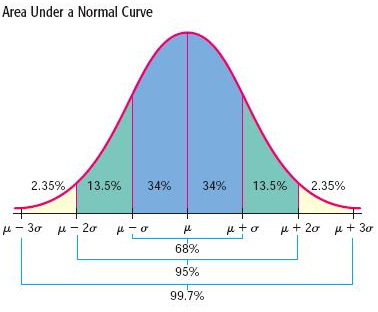 Area Under a Normal Curve
2.35% 13.5% 34% 34% 13.5% 2.35%
μ − 3σ μ − 2σ μ − σ μ μ + σ μ + 2σ μ + 3σ
68%
95%
99.7%